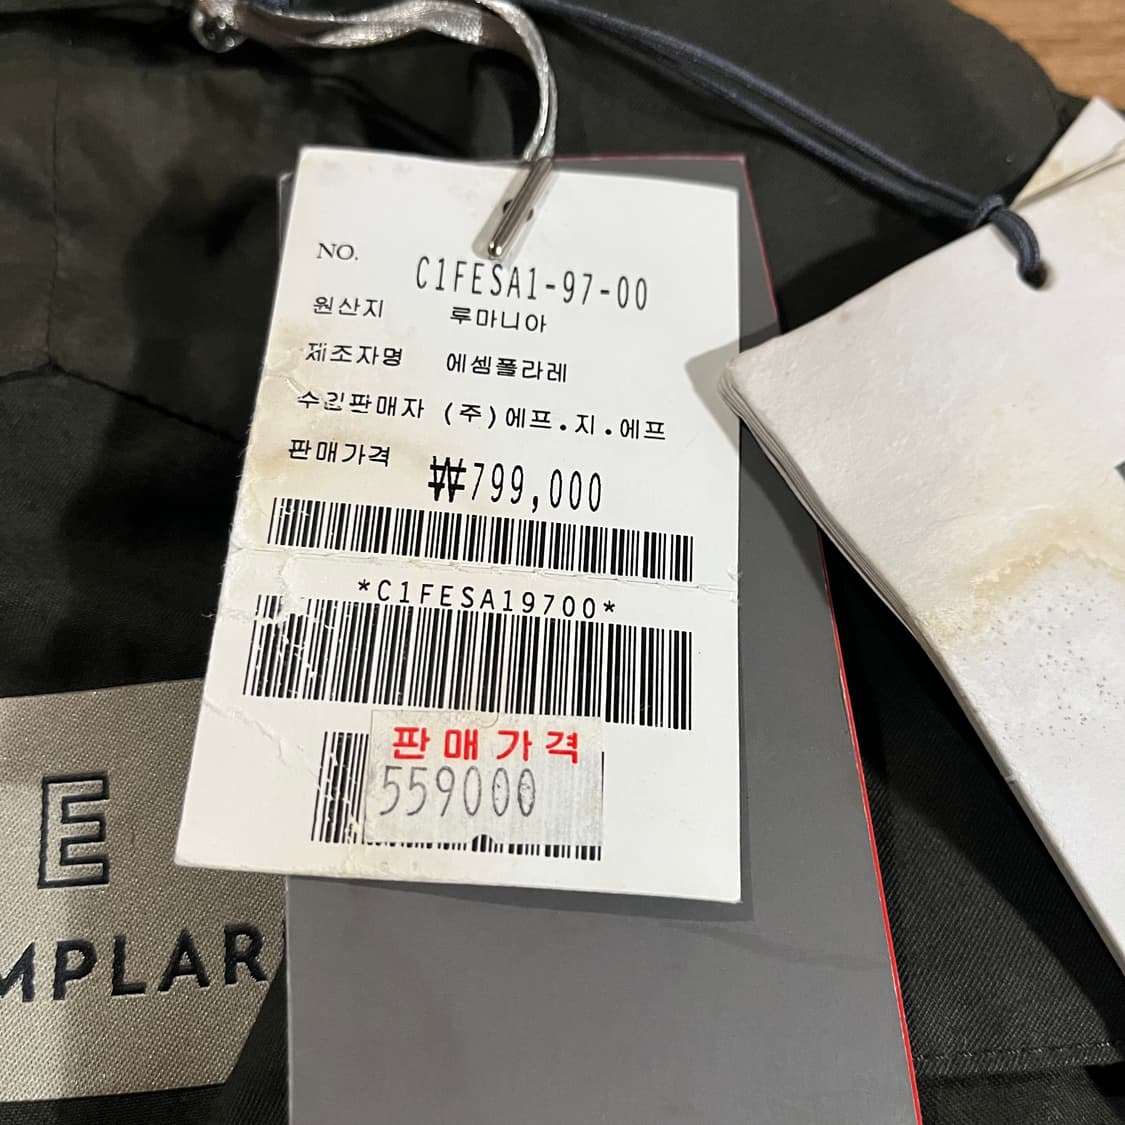 NO. C1FESA1-97-00
원산지 루마니아
제조자명 에셈플라레
수입판매자 (주)에프.지.에프
판매가격 ₩799,000
*C1FESA19700*
판매가격
559000
E
MPLAR